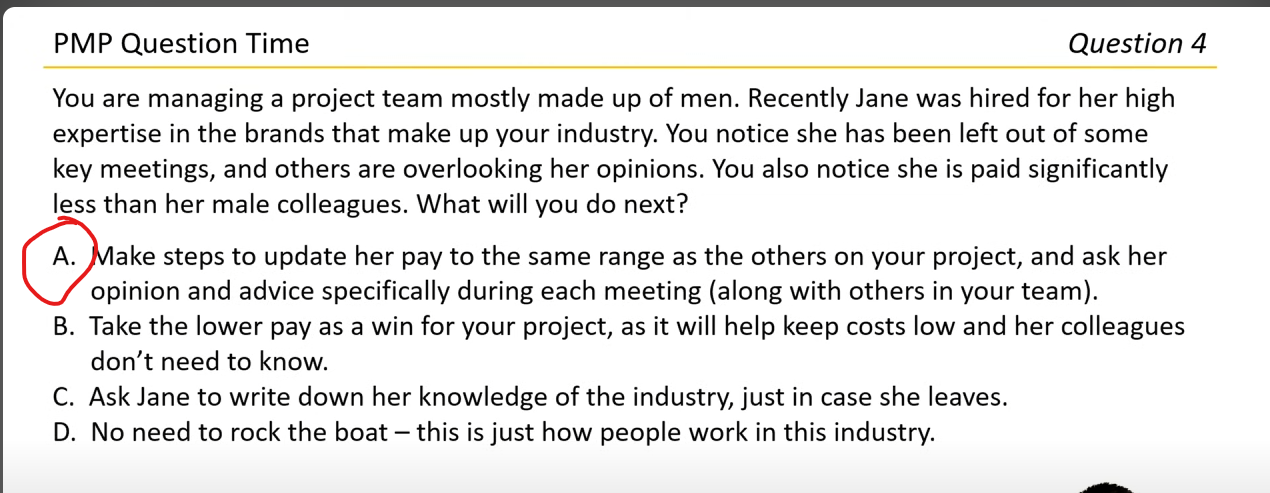 PMP Question Time
Question 4
You are managing a project team mostly made up of men. Recently Jane was hired for her high
expertise in the brands that make up your industry. You notice she has been left out of some
key meetings, and others are overlooking her opinions. You also notice she is paid significantly
less than her male colleagues. What will you do next?
A. Make steps to update her pay to the same range as the others on your project, and ask her
opinion and advice specifically during each meeting (along with others in your team).
B. Take the lower pay as a win for your project, as it will help keep costs low and her colleagues
don’t need to know.
C. Ask Jane to write down her knowledge of the industry, just in case she leaves.
D. No need to rock the boat – this is just how people work in this industry.